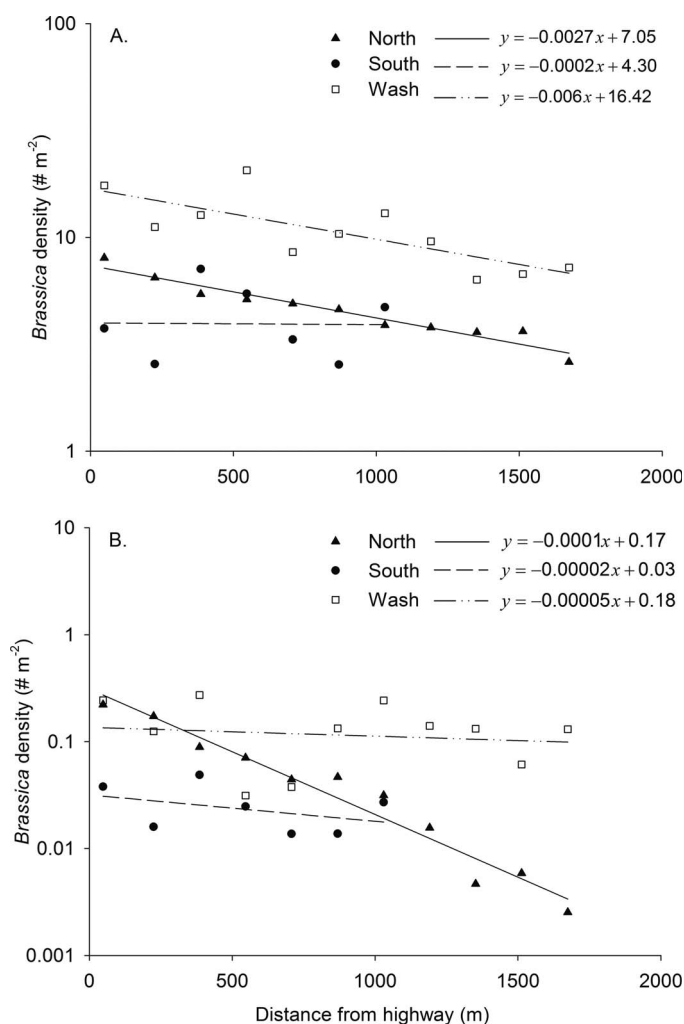 A.
North y = −0.0027x + 7.05
South y = −0.0002x + 4.30
Wash y = −0.006x + 16.42
Brassica density (# m-2)
100
10
1
0 500 1000 1500 2000
B.
North y = −0.0001x + 0.17
South y = −0.00002x + 0.03
Wash y = −0.00005x + 0.18
Brassica density (# m-2)
10
1
0.1
0.01
0.001
0 500 1000 1500 2000
Distance from highway (m)